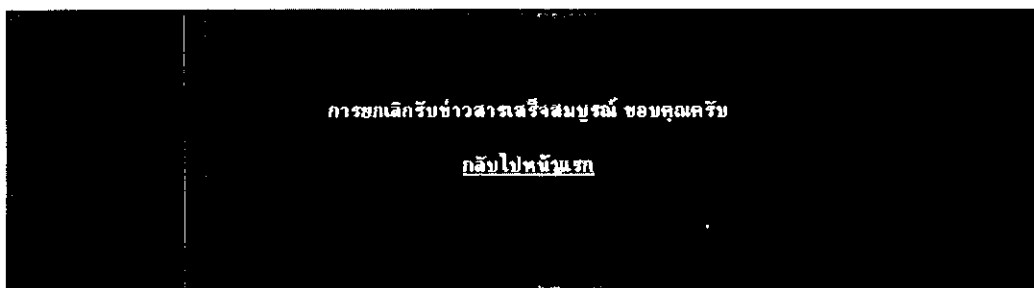 การยกเลิกรับข่าวสารเสร็จสมบูรณ์ ขอบคุณครับ
กลับไปหน้าแรก